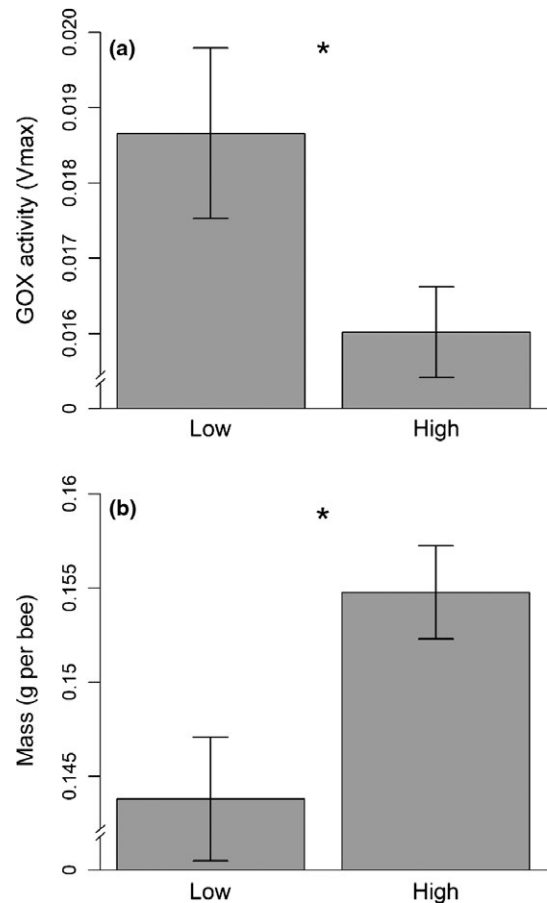 (a)
*
GOX activity (Vmax)
0.020
0.019
0.018
0.017
0.016
0
Low High
(b)
*
Mass (g per bee)
0.16
0.155
0.15
0.145
0
Low High